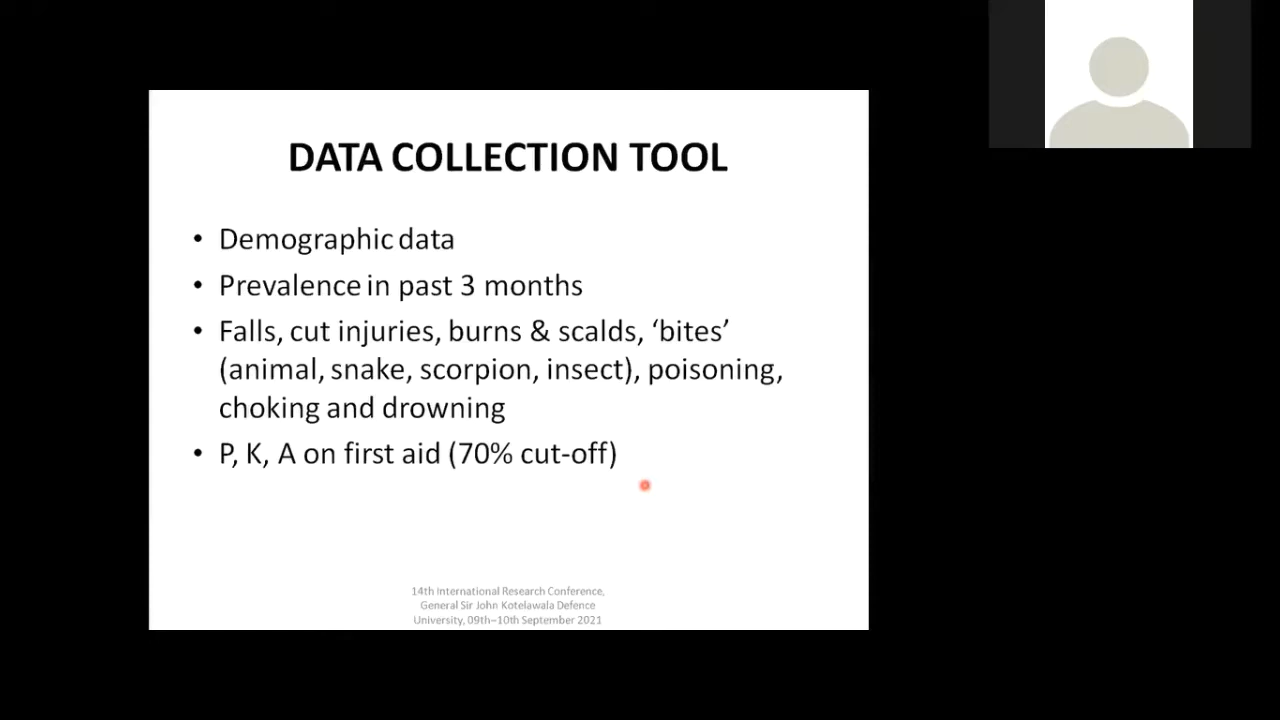 DATA COLLECTION TOOL
• Demographic data
• Prevalence in past 3 months
• Falls, cut injuries, burns & scalds, ‘bites’
(animal, snake, scorpion, insect), poisoning,
choking and drowning
• P, K, A on first aid (70% cut-off)
14th International Research Conference,
General Sir John Kotelawala Defence
University, 09th–10th September 2021